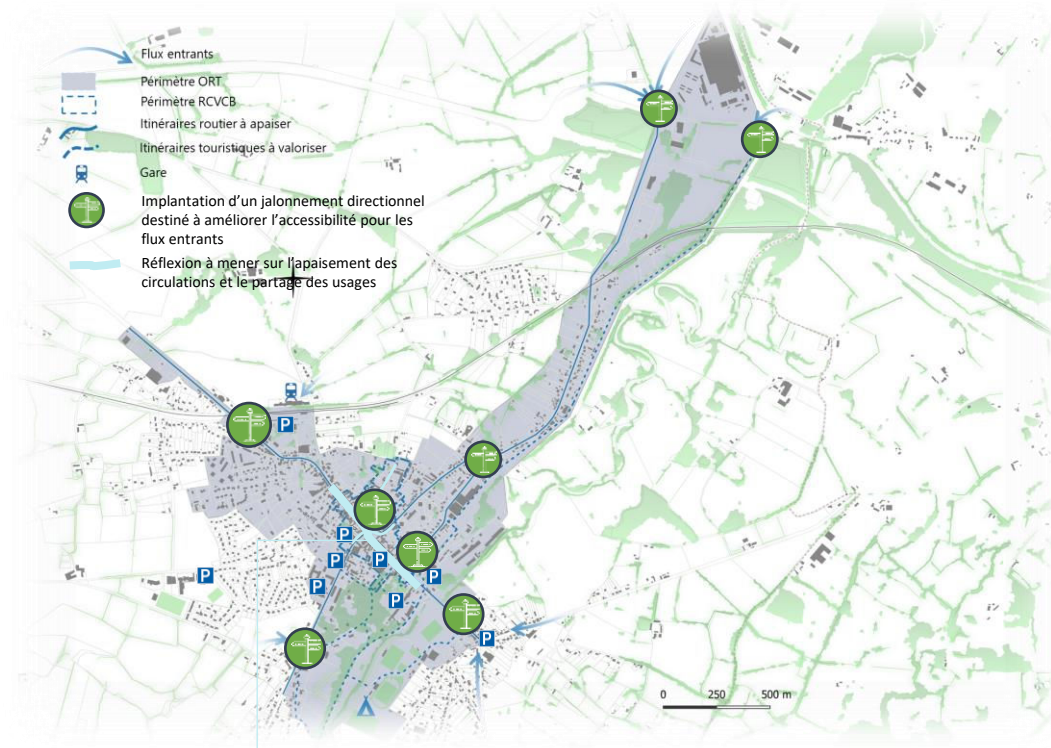 Flux entrants
Périmètre ORT
Périmètre RCVCB
Itinéraires routier à apaiser
Itinéraires touristiques à valoriser
Gare
Implantation d’un jalonnement directionnel
destiné à améliorer l’accessibilité pour les
flux entrants
Réflexion à mener sur l’apaisement des
circulations et le partage des usages
P
P
P
P
P
P
P
P
P
0 250 500 m